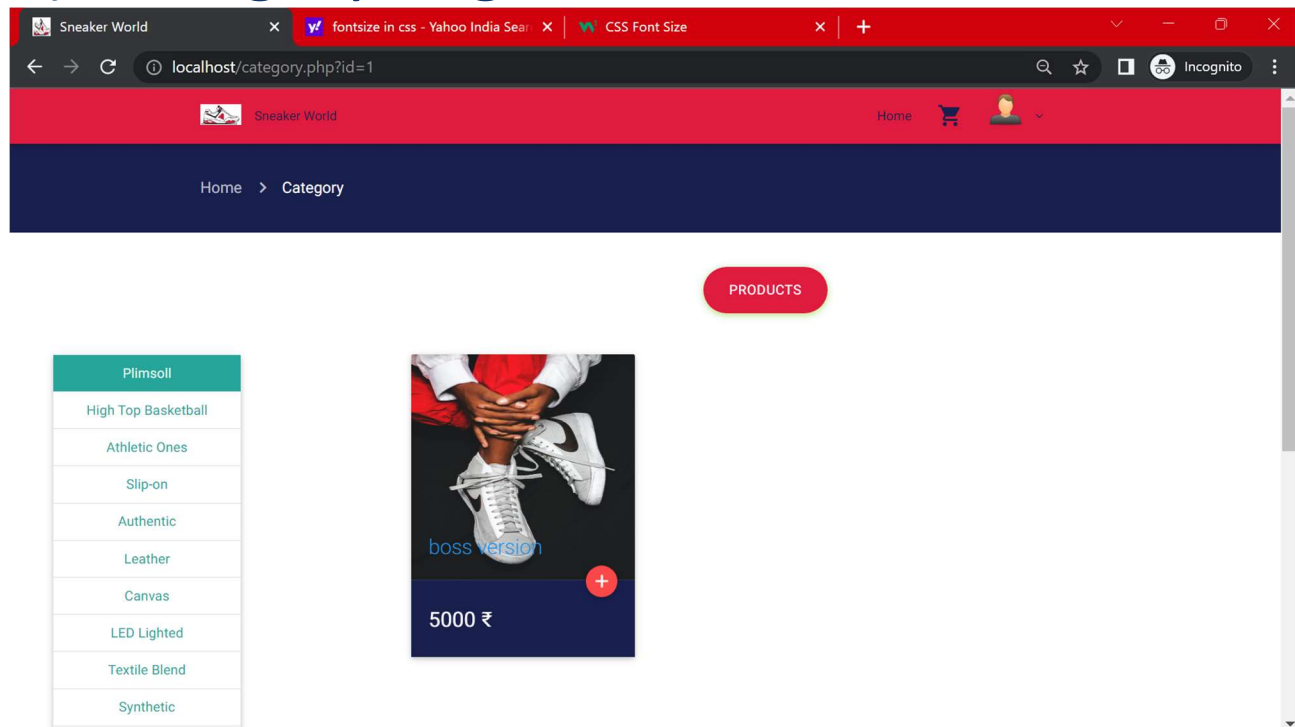 Sneaker World
fontsize in css - Yahoo India Sear
CSS Font Size
localhost/category.php?id=1
Incognito
Sneaker World
Home
Home > Category
PRODUCTS
Plimsoll
High Top Basketball
Athletic Ones
Slip-on
Authentic
Leather
Canvas
LED Lighted
Textile Blend
Synthetic
boss version
+
5000 ₹